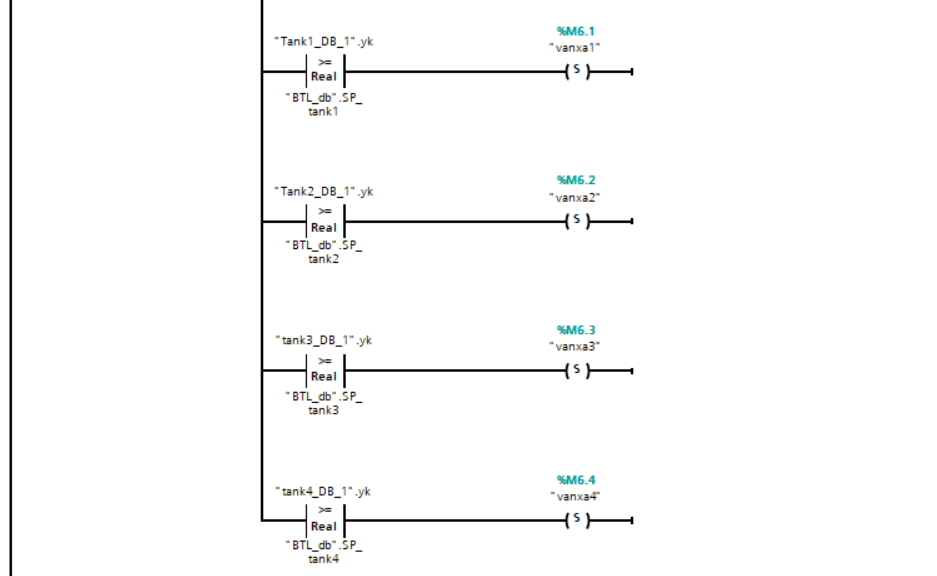 %M6.1
"Tank1_DB_1".yk
"vanxa1"
>=
Real
S
"BTL_db".SP_
tank1
%M6.2
"Tank2_DB_1".yk
"vanxa2"
>=
Real
S
"BTL_db".SP_
tank2
%M6.3
"tank3_DB_1".yk
"vanxa3"
>=
Real
S
"BTL_db".SP_
tank3
%M6.4
"tank4_DB_1".yk
"vanxa4"
>=
Real
S
"BTL_db".SP_
tank4